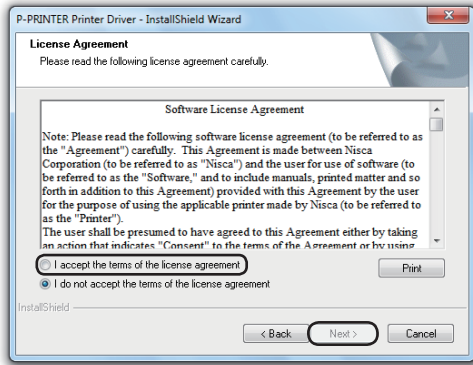 P-PRINTER Printer Driver - InstallShield Wizard
License Agreement
Please read the following license agreement carefully.
Software License Agreement
Note: Please read the following software license agreement (to be referred to as
the "Agreement") carefully. This Agreement is made between Nisca
Corporation (to be referred to as "Nisca") and the user for use of software (to
be referred to as the "Software," and to include manuals, printed matter and so
forth in addition to this Agreement) provided with this Agreement by the user
for the purpose of using the applicable printer made by Nisca (to be referred to
as the "Printer").
The user shall be presumed to have agreed to this Agreement either by taking
an action that indicates "Consent" to the terms of the Agreement or by using
I accept the terms of the license agreement
Print
I do not accept the terms of the license agreement
InstallShield
< Back
Next >
Cancel